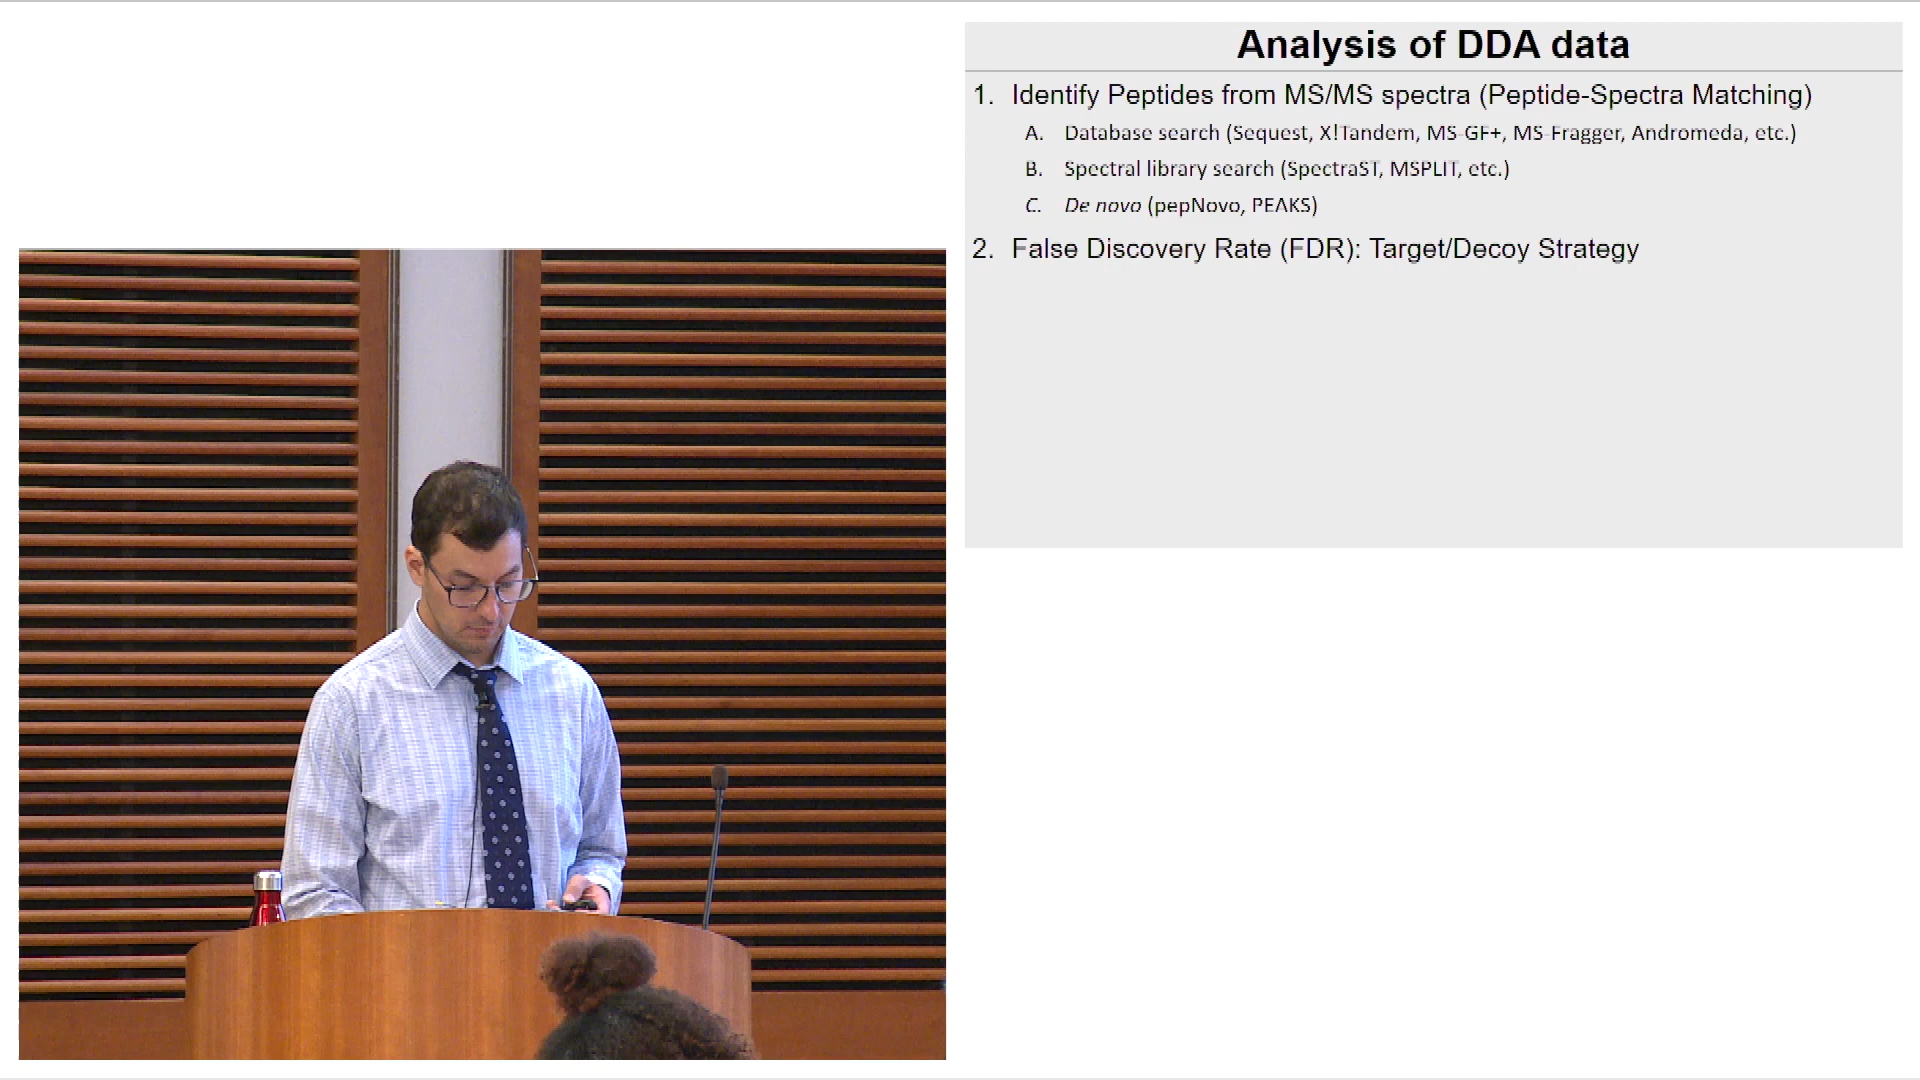 Analysis of DDA data
1. Identify Peptides from MS/MS spectra (Peptide-Spectra Matching)
A. Database search (Sequest, X!Tandem, MS-GF+, MS-Fragger, Andromeda, etc.)
B. Spectral library search (SpectraST, MSPLIT, etc.)
C. De novo (pepNovo, PEAKS)
2. False Discovery Rate (FDR): Target/Decoy Strategy